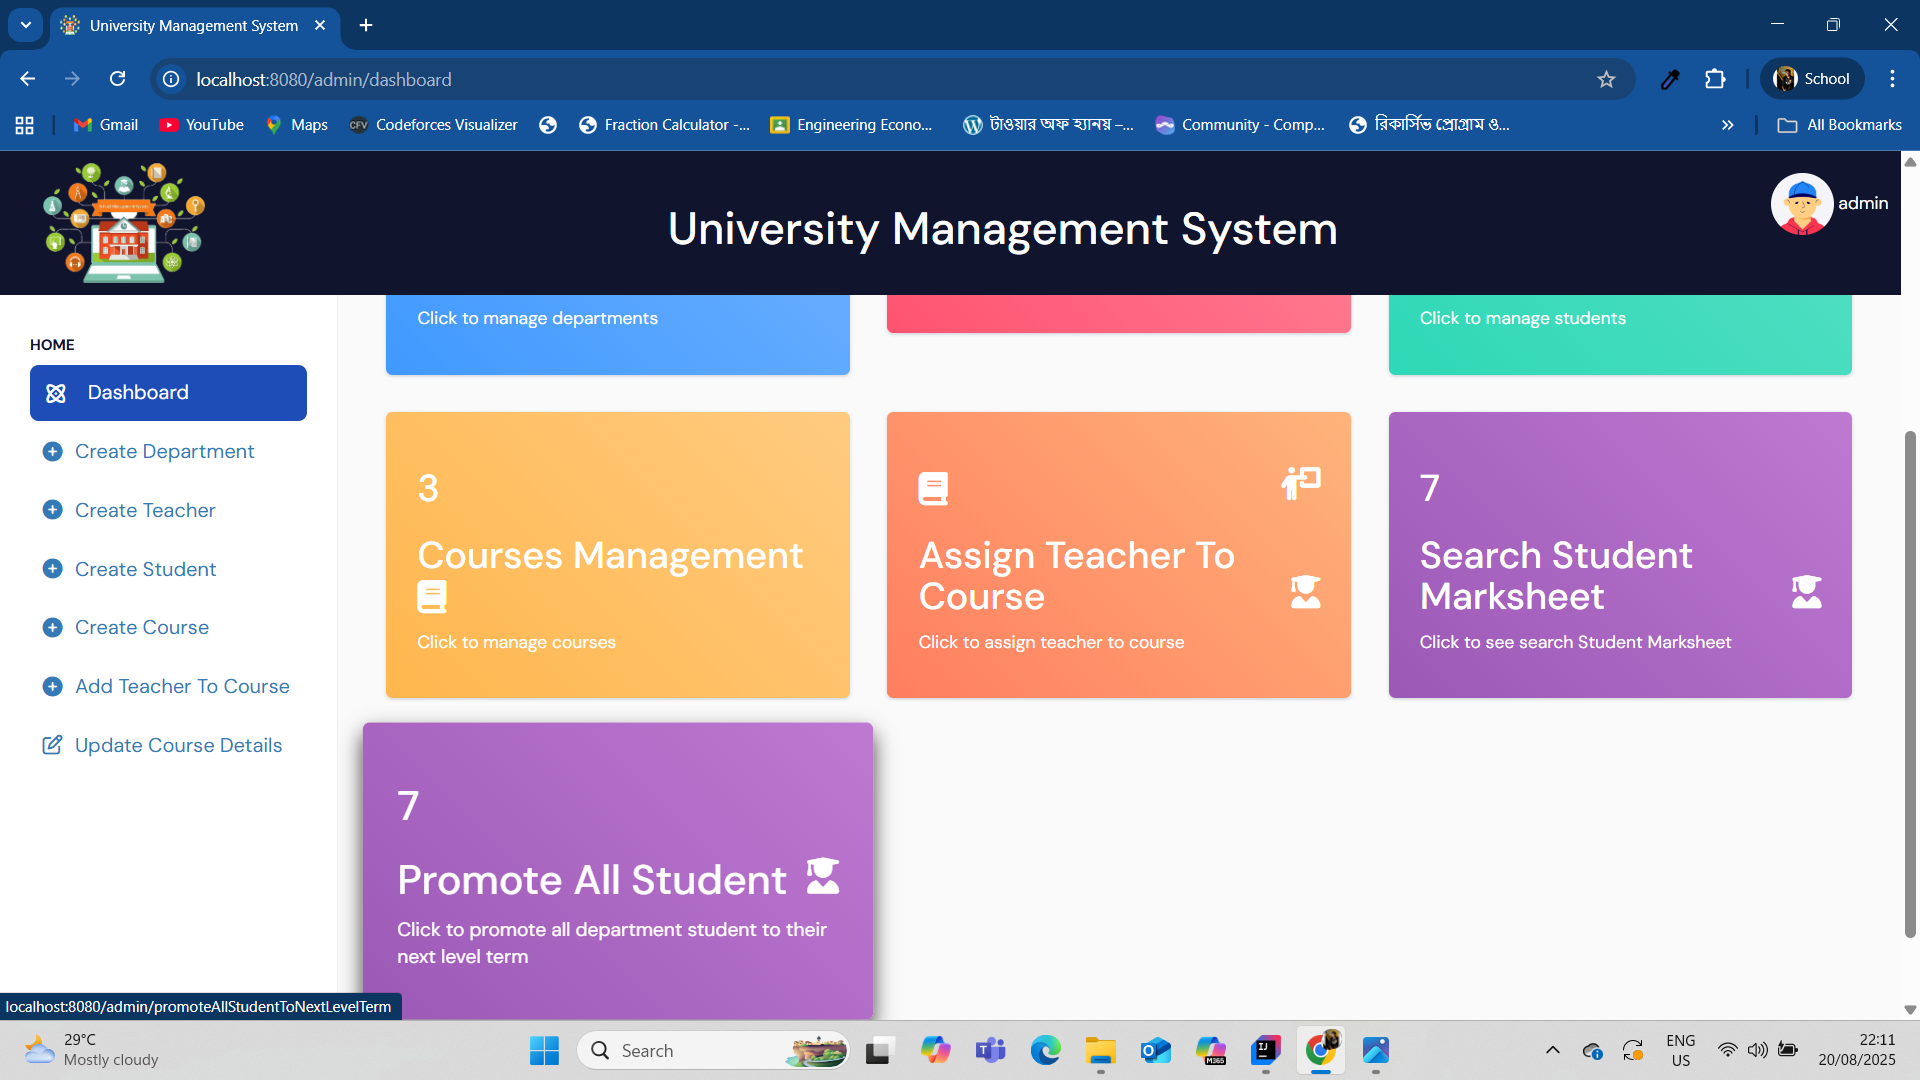 University Management System
localhost:8080/admin/dashboard
School
Gmail
YouTube
Maps
CFV
Codeforces Visualizer
Fraction Calculator -...
Engineering Econo...
টাওয়ার অফ হ্যানয় –...
Community - Comp...
রিকার্সিভ প্রোগ্রাম ও...
All Bookmarks
University Management System
admin
HOME
Dashboard
Create Department
Create Teacher
Create Student
Create Course
Add Teacher To Course
Update Course Details
Click to manage departments
Click to manage students
3
Courses Management
Click to manage courses
Assign Teacher To
Course
Click to assign teacher to course
7
Search Student
Marksheet
Click to see search Student Marksheet
7
Promote All Student
Click to promote all department student to their
next level term
localhost:8080/admin/promoteAllStudentToNextLevelTerm
29°C
Mostly cloudy
Search
M365
ENG
US
22:11
20/08/2025